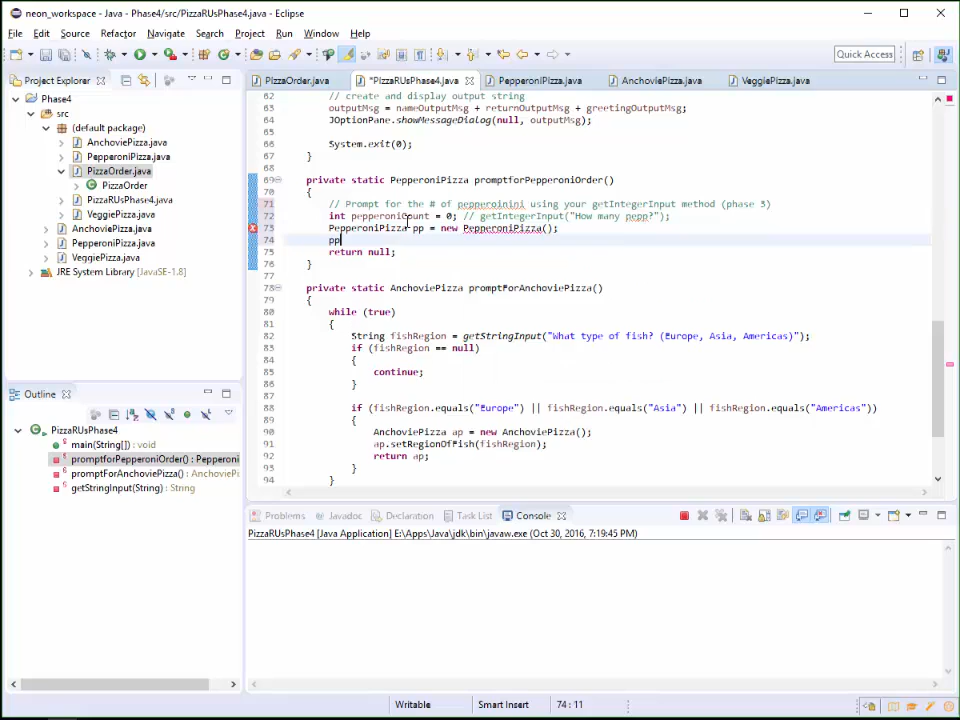 neon_workspace - Java - Phase4/src/PizzaRUsPhase4.java - Eclipse
File Edit Source Refactor Navigate Search Project Run Window Help
Quick Access
Project Explorer
PizzaOrder.java *PizzaRUsPhase4.java PepperoniPizza.java AnchoviePizza.java VeggiePizza.java
Phase4
src
(default package)
AnchoviePizza.java
PepperoniPizza.java
PizzaOrder.java
PizzaOrder
PizzaRUsPhase4.java
VeggiePizza.java
AnchoviePizza.java
PepperoniPizza.java
VeggiePizza.java
JRE System Library [JavaSE-1.8]
62 // create and display output string
63 outputMsg = nameOutputMsg + returnOutputMsg + greetingOutputMsg;
64 JOptionPane.showMessageDialog(null, outputMsg);
65
66 System.exit(0);
67 }
68
69 private static PepperoniPizza promptforPepperoniOrder()
70 {
71 // Prompt for the # of pepperoinini using your getIntegerInput method (phase 3)
72 int pepperoniCount = 0; // getIntegerInput("How many pepp?");
73 PepperoniPizza pp = new PepperoniPizza();
74 pp
75 return null;
76 }
77
78 private static AnchoviePizza promptForAnchoviePizza()
79 {
80 while (true)
81 {
82 String fishRegion = getStringInput("What type of fish? (Europe, Asia, Americas)");
83 if (fishRegion == null)
84 {
85 continue;
86 }
87
88 if (fishRegion.equals("Europe") || fishRegion.equals("Asia") || fishRegion.equals("Americas"))
89 {
90 AnchoviePizza ap = new AnchoviePizza();
91 ap.setRegionOfFish(fishRegion);
92 return ap;
93 }
94 }
Outline
PizzaRUsPhase4
main(String[]) : void
promptforPepperoniOrder() : Pepperoni
promptForAnchoviePizza() : AnchoviePi
getStringInput(String) : String
Problems Javadoc Declaration Task List Console
PizzaRUsPhase4 [Java Application] E:\Apps\Java\jdk\bin\javaw.exe (Oct 30, 2016, 7:19:45 PM)
Writable Smart Insert 74 : 11